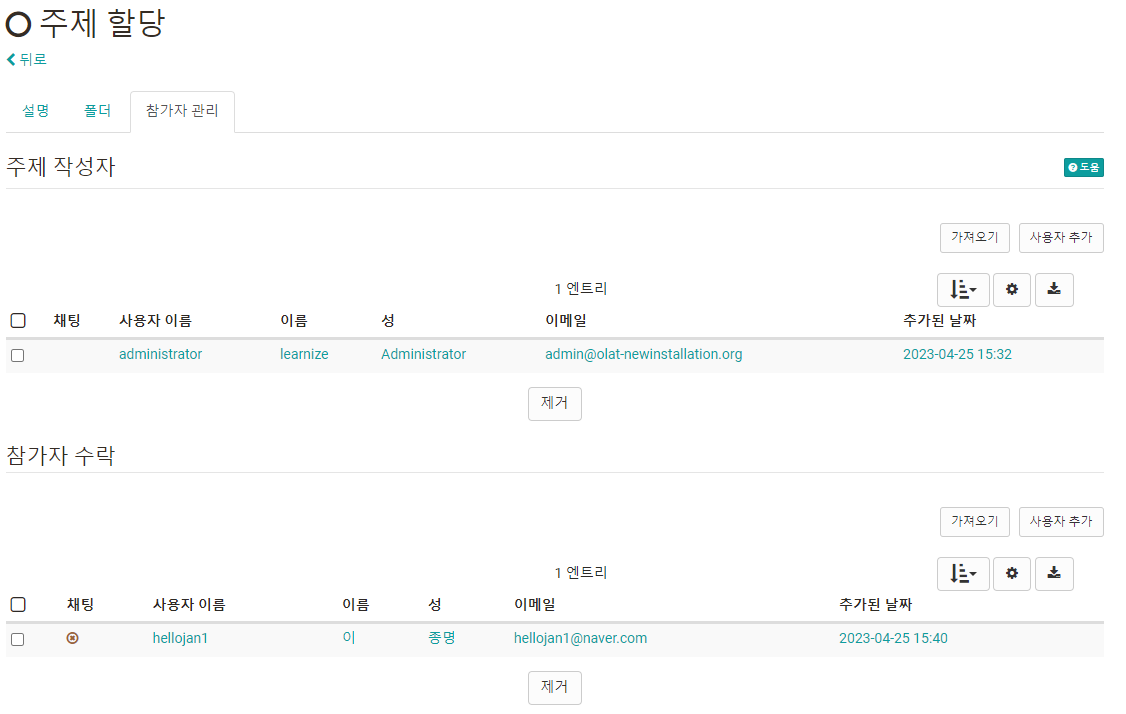 주제 할당
뒤로
설명 폴더 참가자 관리
주제 작성자 도움
가져오기 사용자 추가
1 엔트리
채팅 사용자 이름 이름 성 이메일 추가된 날짜
administrator learnize Administrator admin@olat-newinstallation.org 2023-04-25 15:32
제거
참가자 수락
가져오기 사용자 추가
1 엔트리
채팅 사용자 이름 이름 성 이메일 추가된 날짜
hellojan1 이 종명 hellojan1@naver.com 2023-04-25 15:40
제거